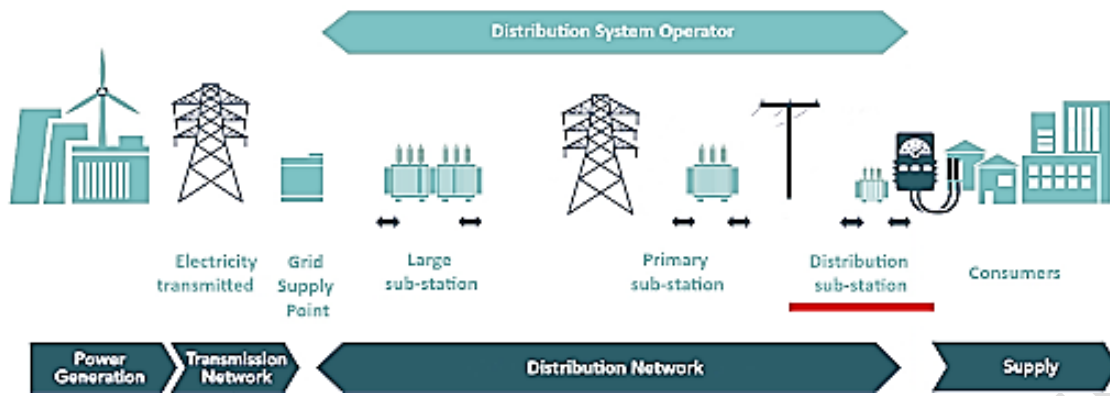 Distribution System Operator
Electricity
transmitted
Grid
Supply
Point
Large
sub-station
Primary
sub-station
Distribution
sub-station
Consumers
Power
Generation
Transmission
Network
Distribution Network
Supply